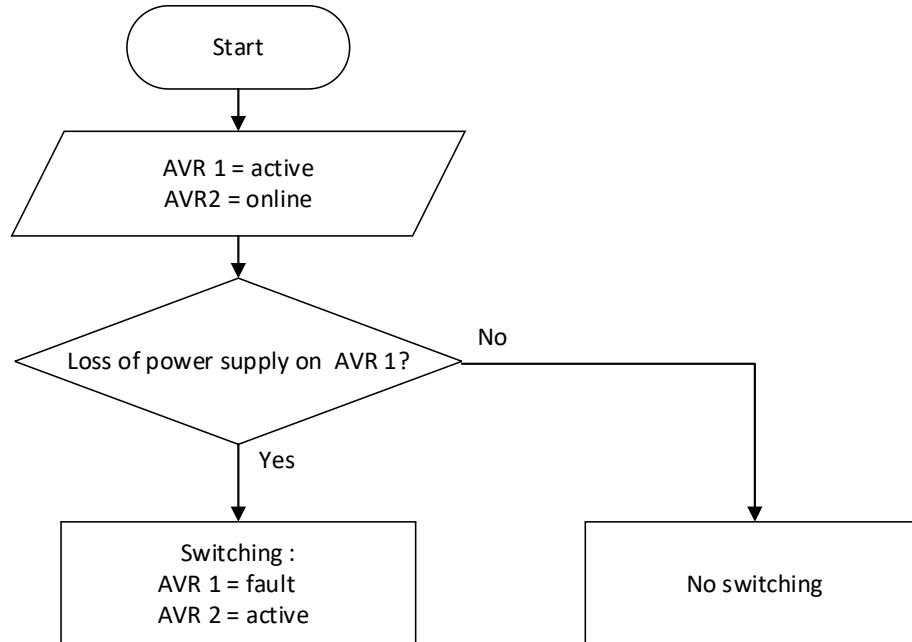 Start
AVR 1 = active
AVR2 = online
Loss of power supply on  AVR 1?
No
Yes
Switching :
AVR 1 = fault
AVR 2 = active
No switching